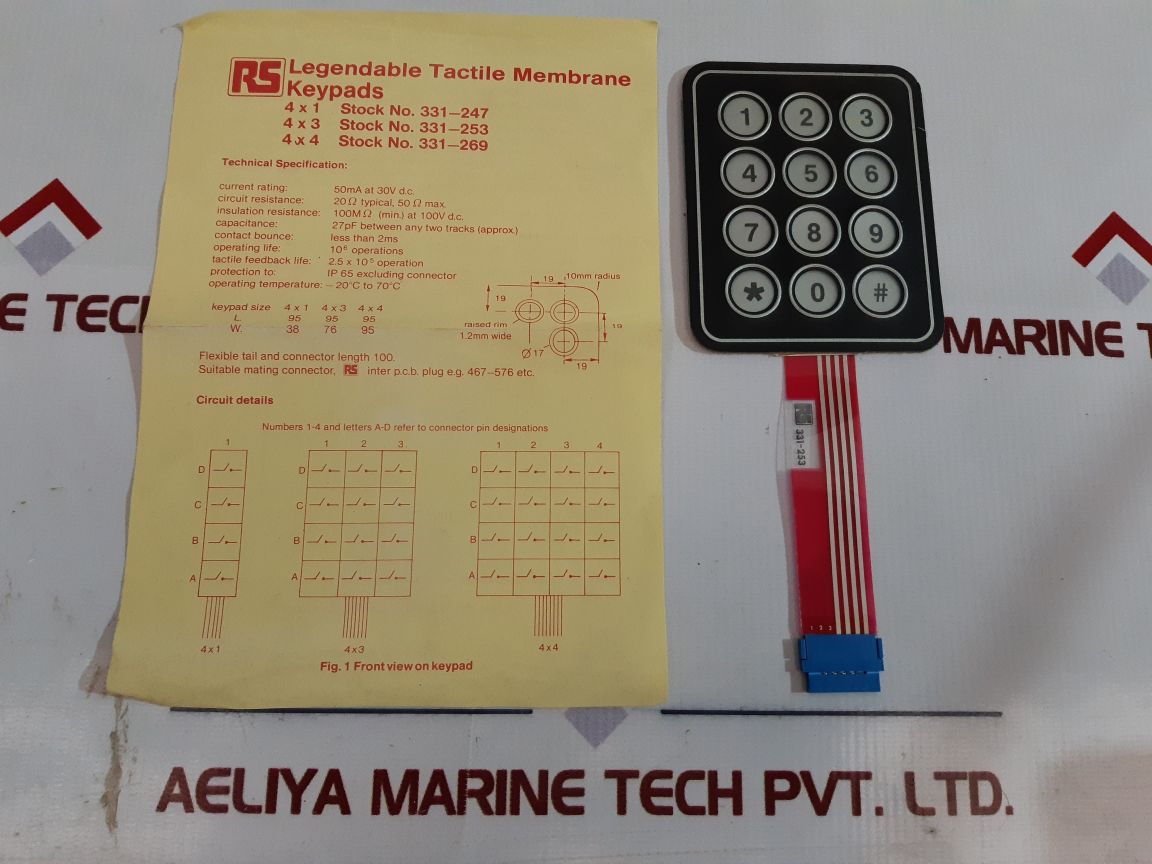 RS Legendable Tactile Membrane
Keypads
4 x 1 Stock No. 331–247
4 x 3 Stock No. 331–253
4 x 4 Stock No. 331–269
Technical Specification:
current rating: 50mA at 30V d.c.
circuit resistance: 20Ω typical, 50Ω max.
insulation resistance: 100MΩ (min.) at 100V d.c.
capacitance: 27pF between any two tracks (approx.)
contact bounce: less than 2ms
operating life: 10⁶ operations
tactile feedback life: 2.5 x 10⁵ operation
protection to: IP 65 excluding connector
operating temperature: – 20°C to 70°C
keypad size 4 x 1 4 x 3 4 x 4
L. 95 95 95
W. 38 76 95
19 10mm radius
19
19
raised rim
1.2mm wide
Ø17
19
Flexible tail and connector length 100.
Suitable mating connector, RS inter p.c.b. plug e.g. 467–576 etc.
Circuit details
Numbers 1-4 and letters A-D refer to connector pin designations
1 1 2 3 1 2 3 4
D D D
C C C
B B B
A A A
4x1 4x3 4x4
Fig. 1 Front view on keypad
1 2 3
4 5 6
7 8 9
* 0 #
RS 331-253
1 2 3
E TECH
MARINE T
AELIYA MARINE TECH PVT. LTD.